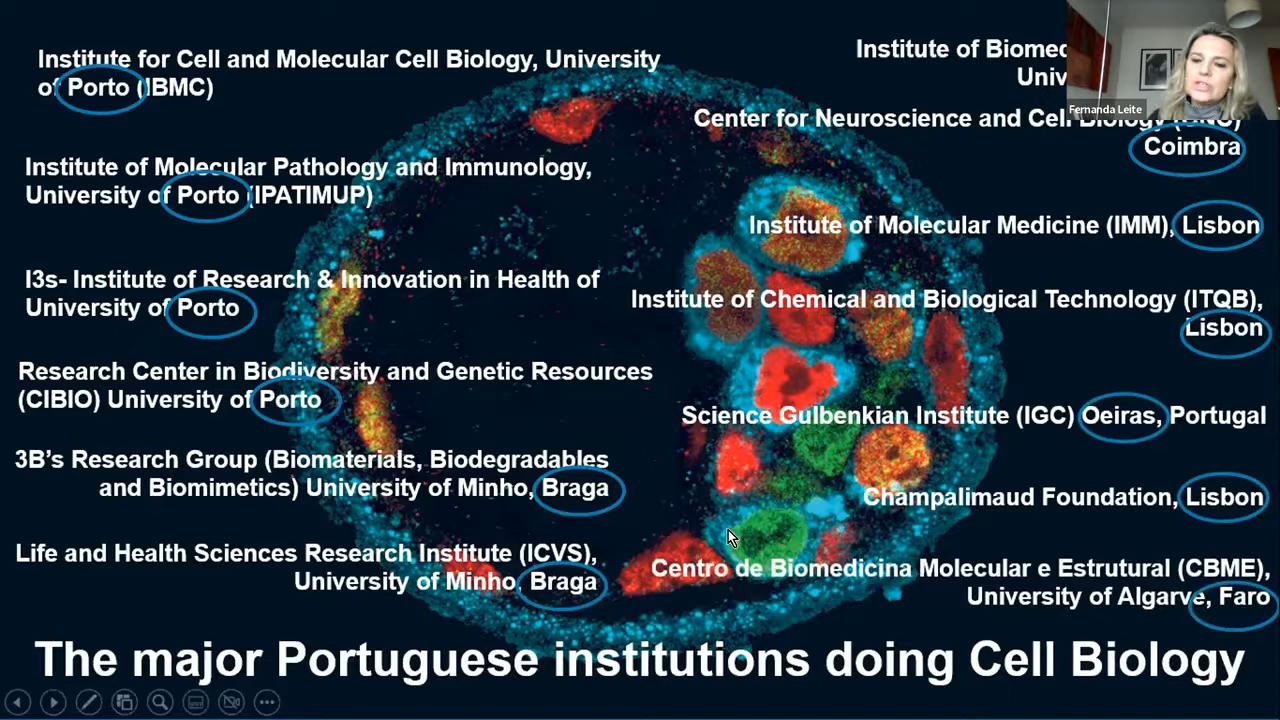 Institute for Cell and Molecular Cell Biology, University
of Porto (IBMC)
Institute of Molecular Pathology and Immunology,
University of Porto (IPATIMUP)
I3s- Institute of Research & Innovation in Health of
University of Porto
Research Center in Biodiversity and Genetic Resources
(CIBIO) University of Porto
3B's Research Group (Biomaterials, Biodegradables
and Biomimetics) University of Minho, Braga
Life and Health Sciences Research Institute (ICVS),
University of Minho, Braga
Institute of
Center for Neuroscience and Cell Biology
Coimbra
Institute of Molecular Medicine (IMM), Lisbon
Institute of Chemical and Biological Technology (ITQB),
Lisbon
Science Gulbenkian Institute (IGC) Oeiras, Portugal
Champalimaud Foundation, Lisbon
Centro de Biomedicina Molecular e Estrutural (CBME),
University of Algarve, Faro
The major Portuguese institutions doing Cell Biology
Fernanda Leite